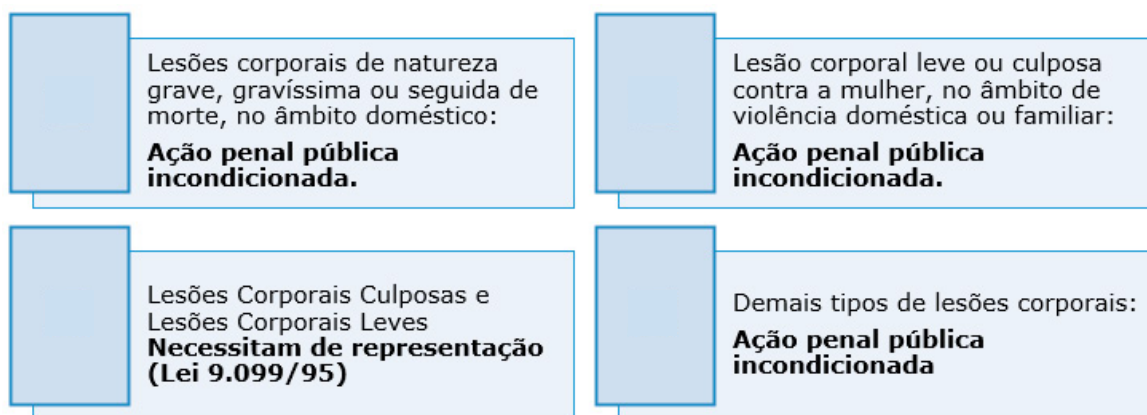 Lesões corporais de natureza
grave, gravíssima ou seguida de
morte, no âmbito doméstico:
Ação penal pública
incondicionada.
Lesão corporal leve ou culposa
contra a mulher, no âmbito de
violência doméstica ou familiar:
Ação penal pública
incondicionada.
Lesões Corporais Culposas e
Lesões Corporais Leves
Necessitam de representação
(Lei 9.099/95)
Demais tipos de lesões corporais:
Ação penal pública
incondicionada